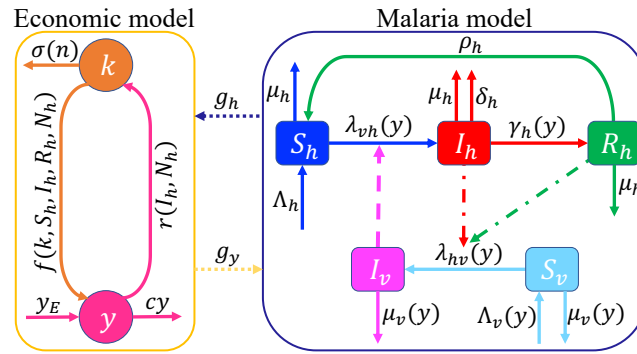 Economic model
σ(n)
k
f(k, S_h, I_h, R_h, N_h)
r(I_h, N_h)
y_E
y
cy
g_h
g_y
Malaria model
ρ_h
μ_h
μ_h
δ_h
S_h
λ_vh(y)
I_h
γ_h(y)
R_h
Λ_h
μ_h
I_v
λ_hv(y)
S_v
μ_v(y)
Λ_v(y)
μ_v(y)